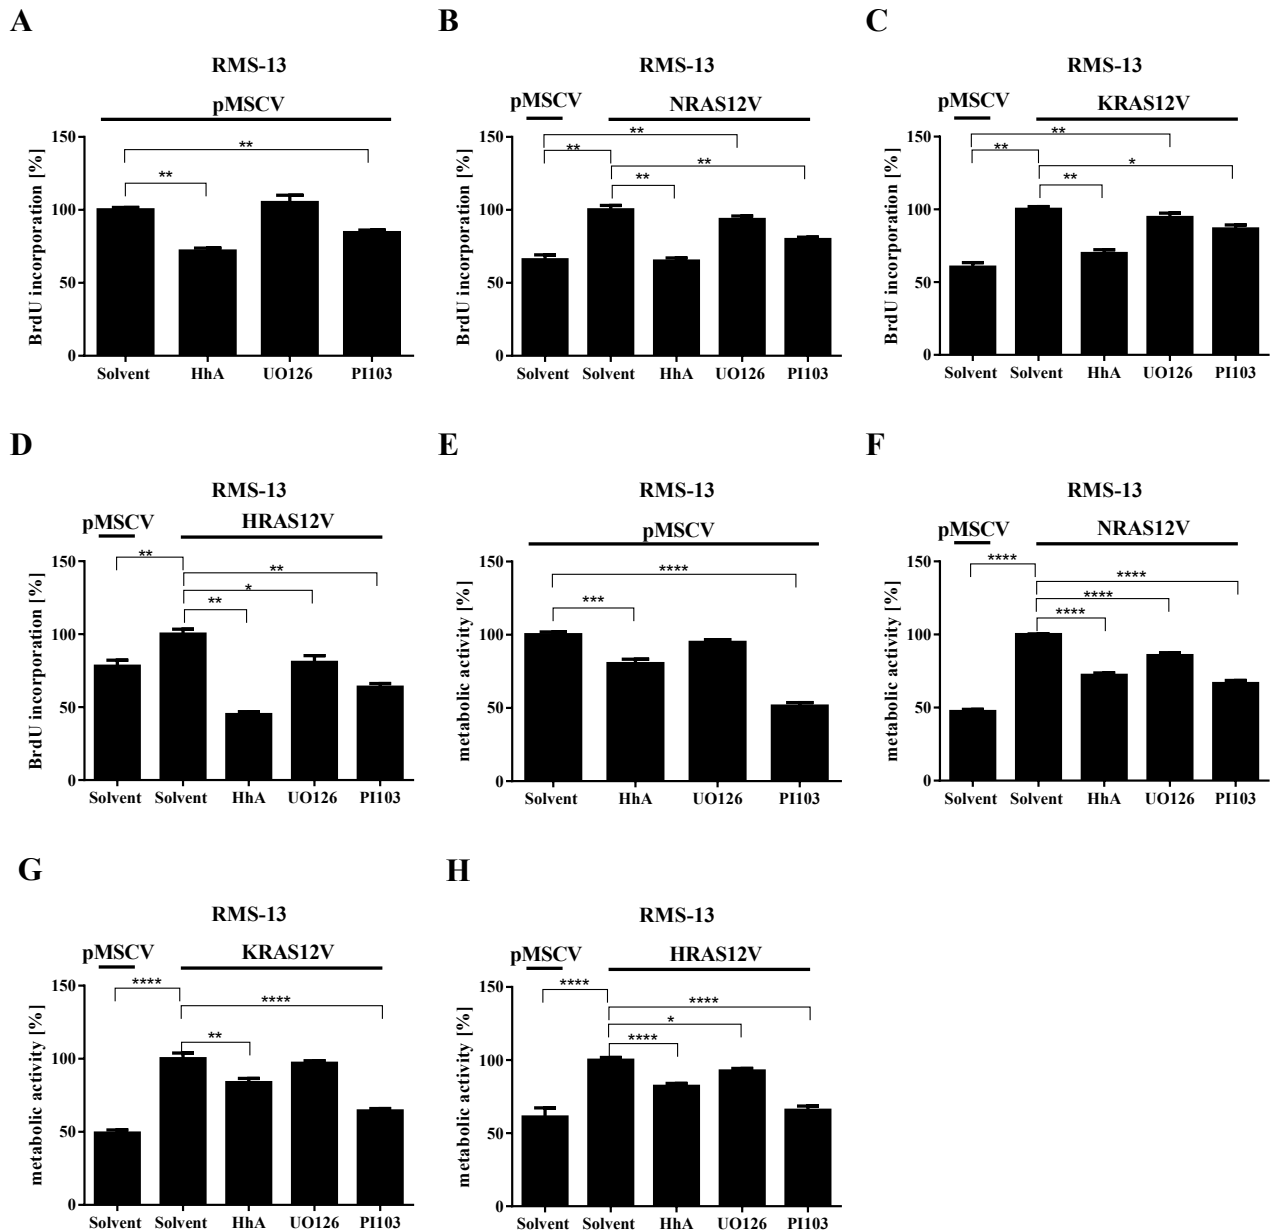 A
RMS-13
pMSCV
**
**
BrdU incorporation [%]
150
100
50
0
Solvent HhA UO126 PI103
B
RMS-13
pMSCV NRAS12V
**
**
**
**
BrdU incorporation [%]
150
100
50
0
Solvent Solvent HhA UO126 PI103
C
RMS-13
pMSCV KRAS12V
**
**
*
**
BrdU incorporation [%]
150
100
50
0
Solvent Solvent HhA UO126 PI103
D
RMS-13
pMSCV HRAS12V
**
**
*
**
BrdU incorporation [%]
150
100
50
0
Solvent Solvent HhA UO126 PI103
E
RMS-13
pMSCV
****
***
metabolic activity [%]
150
100
50
0
Solvent HhA UO126 PI103
F
RMS-13
pMSCV NRAS12V
****
****
****
****
metabolic activity [%]
150
100
50
0
Solvent Solvent HhA UO126 PI103
G
RMS-13
pMSCV KRAS12V
****
****
**
metabolic activity [%]
150
100
50
0
Solvent Solvent HhA UO126 PI103
H
RMS-13
pMSCV HRAS12V
****
****
*
****
metabolic activity [%]
150
100
50
0
Solvent Solvent HhA UO126 PI103